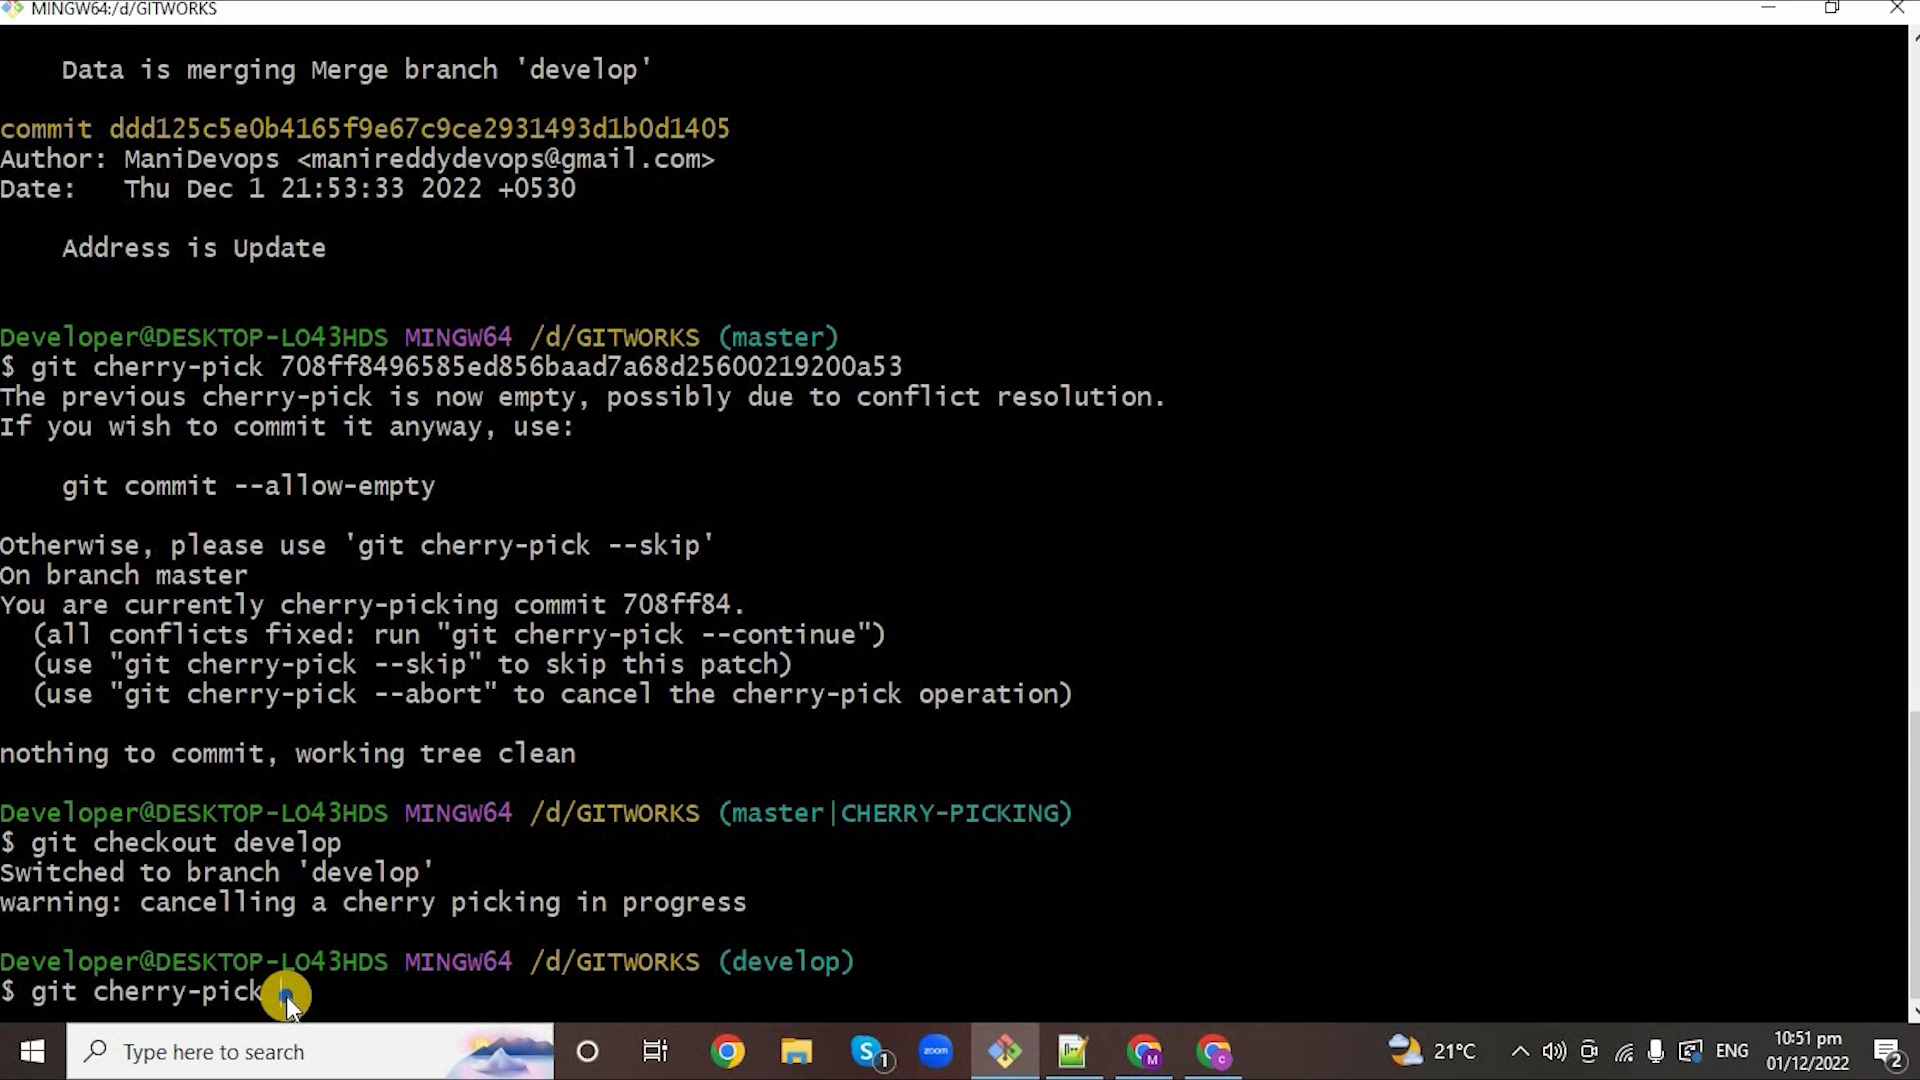 MINGW64:/d/GITWORKS
Data is merging Merge branch 'develop'
commit ddd125c5e0b4165f9e67c9ce2931493d1b0d1405
Author: ManiDevops <manireddydevops@gmail.com>
Date:   Thu Dec 1 21:53:33 2022 +0530
Address is Update
Developer@DESKTOP-LO43HDS MINGW64 /d/GITWORKS (master)
$ git cherry-pick 708ff8496585ed856baad7a68d25600219200a53
The previous cherry-pick is now empty, possibly due to conflict resolution.
If you wish to commit it anyway, use:
git commit --allow-empty
Otherwise, please use 'git cherry-pick --skip'
On branch master
You are currently cherry-picking commit 708ff84.
(all conflicts fixed: run "git cherry-pick --continue")
(use "git cherry-pick --skip" to skip this patch)
(use "git cherry-pick --abort" to cancel the cherry-pick operation)
nothing to commit, working tree clean
Developer@DESKTOP-LO43HDS MINGW64 /d/GITWORKS (master|CHERRY-PICKING)
$ git checkout develop
Switched to branch 'develop'
warning: cancelling a cherry picking in progress
Developer@DESKTOP-LO43HDS MINGW64 /d/GITWORKS (develop)
$ git cherry-pick
Type here to search
S
1
zoom
M
C
21°C
ENG
10:51 pm
01/12/2022
2